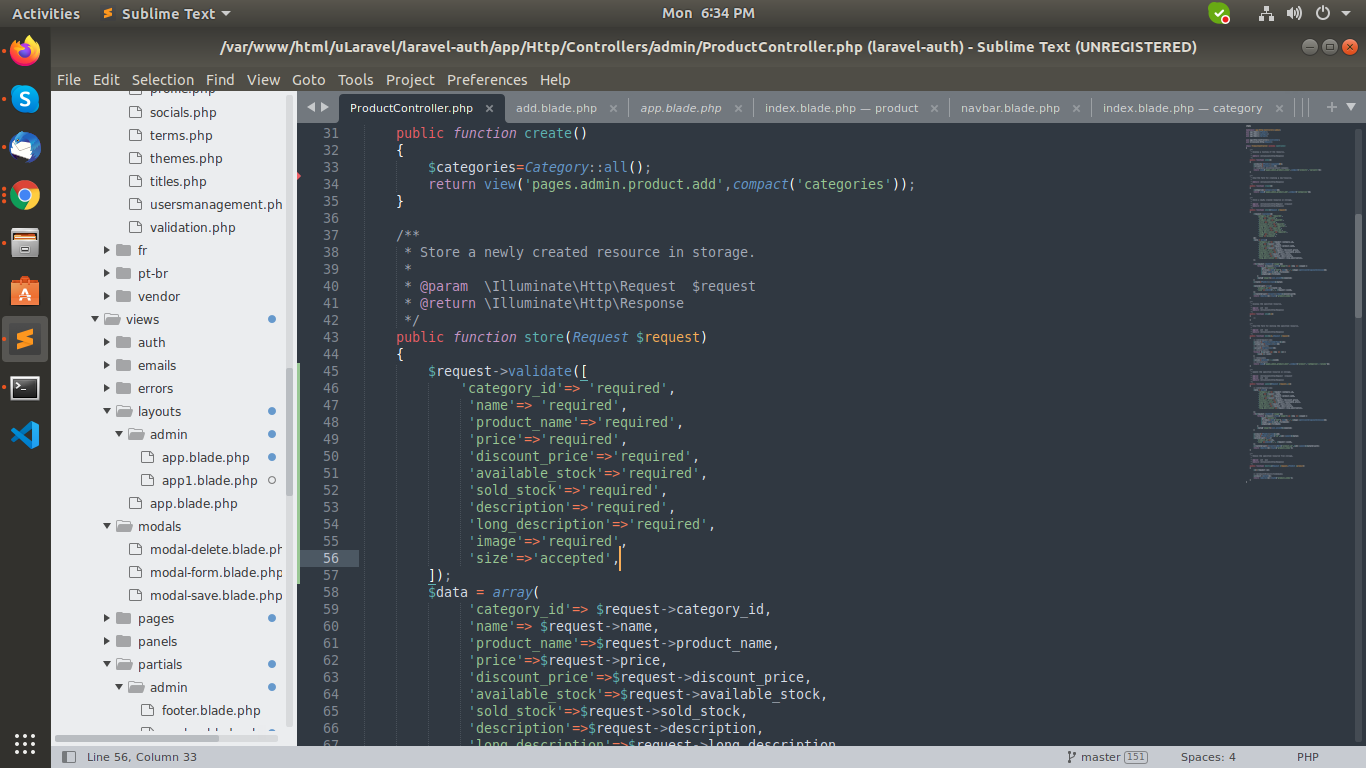 Activities Sublime Text Mon 6:34 PM
/var/www/html/uLaravel/laravel-auth/app/Http/Controllers/admin/ProductController.php (laravel-auth) - Sublime Text (UNREGISTERED)
File Edit Selection Find View Goto Tools Project Preferences Help
profile.php
socials.php
terms.php
themes.php
titles.php
usersmanagement.ph
validation.php
fr
pt-br
vendor
views
auth
emails
errors
layouts
admin
app.blade.php
app1.blade.php
app.blade.php
modals
modal-delete.blade.ph
modal-form.blade.php
modal-save.blade.php
pages
panels
partials
admin
footer.blade.php
ProductController.php × add.blade.php × app.blade.php × index.blade.php — product × navbar.blade.php × index.blade.php — category ×
31 public function create()
32 {
33 $categories=Category::all();
34 return view('pages.admin.product.add',compact('categories'));
35 }
36
37 /**
38 * Store a newly created resource in storage.
39 *
40 * @param  \Illuminate\Http\Request  $request
41 * @return \Illuminate\Http\Response
42 */
43 public function store(Request $request)
44 {
45 $request->validate([
46 'category_id'=> 'required',
47 'name'=> 'required',
48 'product_name'=>'required',
49 'price'=>'required',
50 'discount_price'=>'required',
51 'available_stock'=>'required',
52 'sold_stock'=>'required',
53 'description'=>'required',
54 'long_description'=>'required',
55 'image'=>'required',
56 'size'=>'accepted',
57 ]);
58 $data = array(
59 'category_id'=> $request->category_id,
60 'name'=> $request->name,
61 'product_name'=>$request->product_name,
62 'price'=>$request->price,
63 'discount_price'=>$request->discount_price,
64 'available_stock'=>$request->available_stock,
65 'sold_stock'=>$request->sold_stock,
66 'description'=>$request->description,
67 'long_description'=>$request->long_description,
Line 56, Column 33 master 151 Spaces: 4 PHP